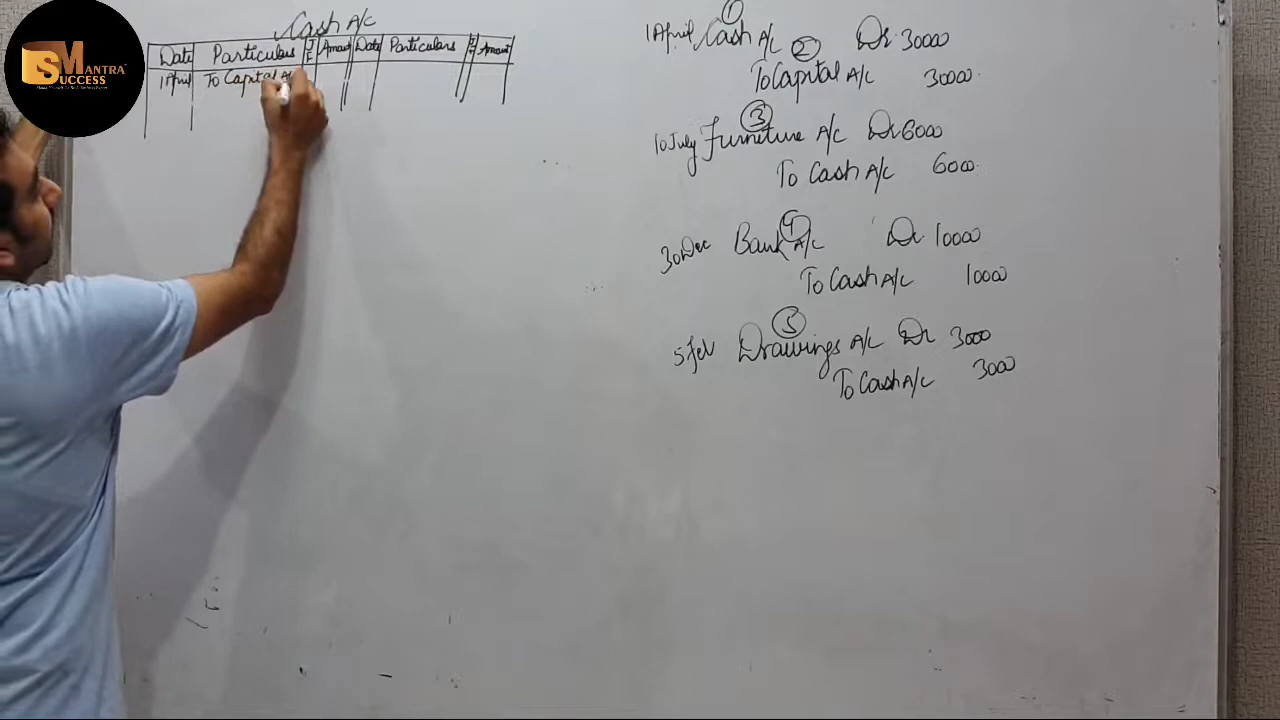 SM
MANTRA
SUCCESS
Cash A/C
Date Particulars J F Amount Date Particulars Amount
1 April To Capital A/c
①
1 April Cash A/c Dr 30000
②
To Capital A/c 30000
③
10 July Furneture A/c Dr 6000
To Cash A/c 6000
④
30 Dec Bank A/c Dr 10000
To Cash A/c 10000
⑤
5 feb Drawings A/c Dr 3000
To Cash A/c 3000